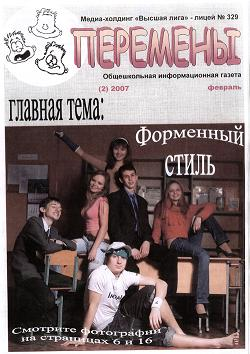 Медиа-холдинг «Высшая лига» - лицей № 329
ПЕРЕМЕНЫ
Общешкольная информационная газета
(2) 2007 февраль
главная тема:
Форменный
стиль
Смотрите фотографии
на страницах 6 и 16